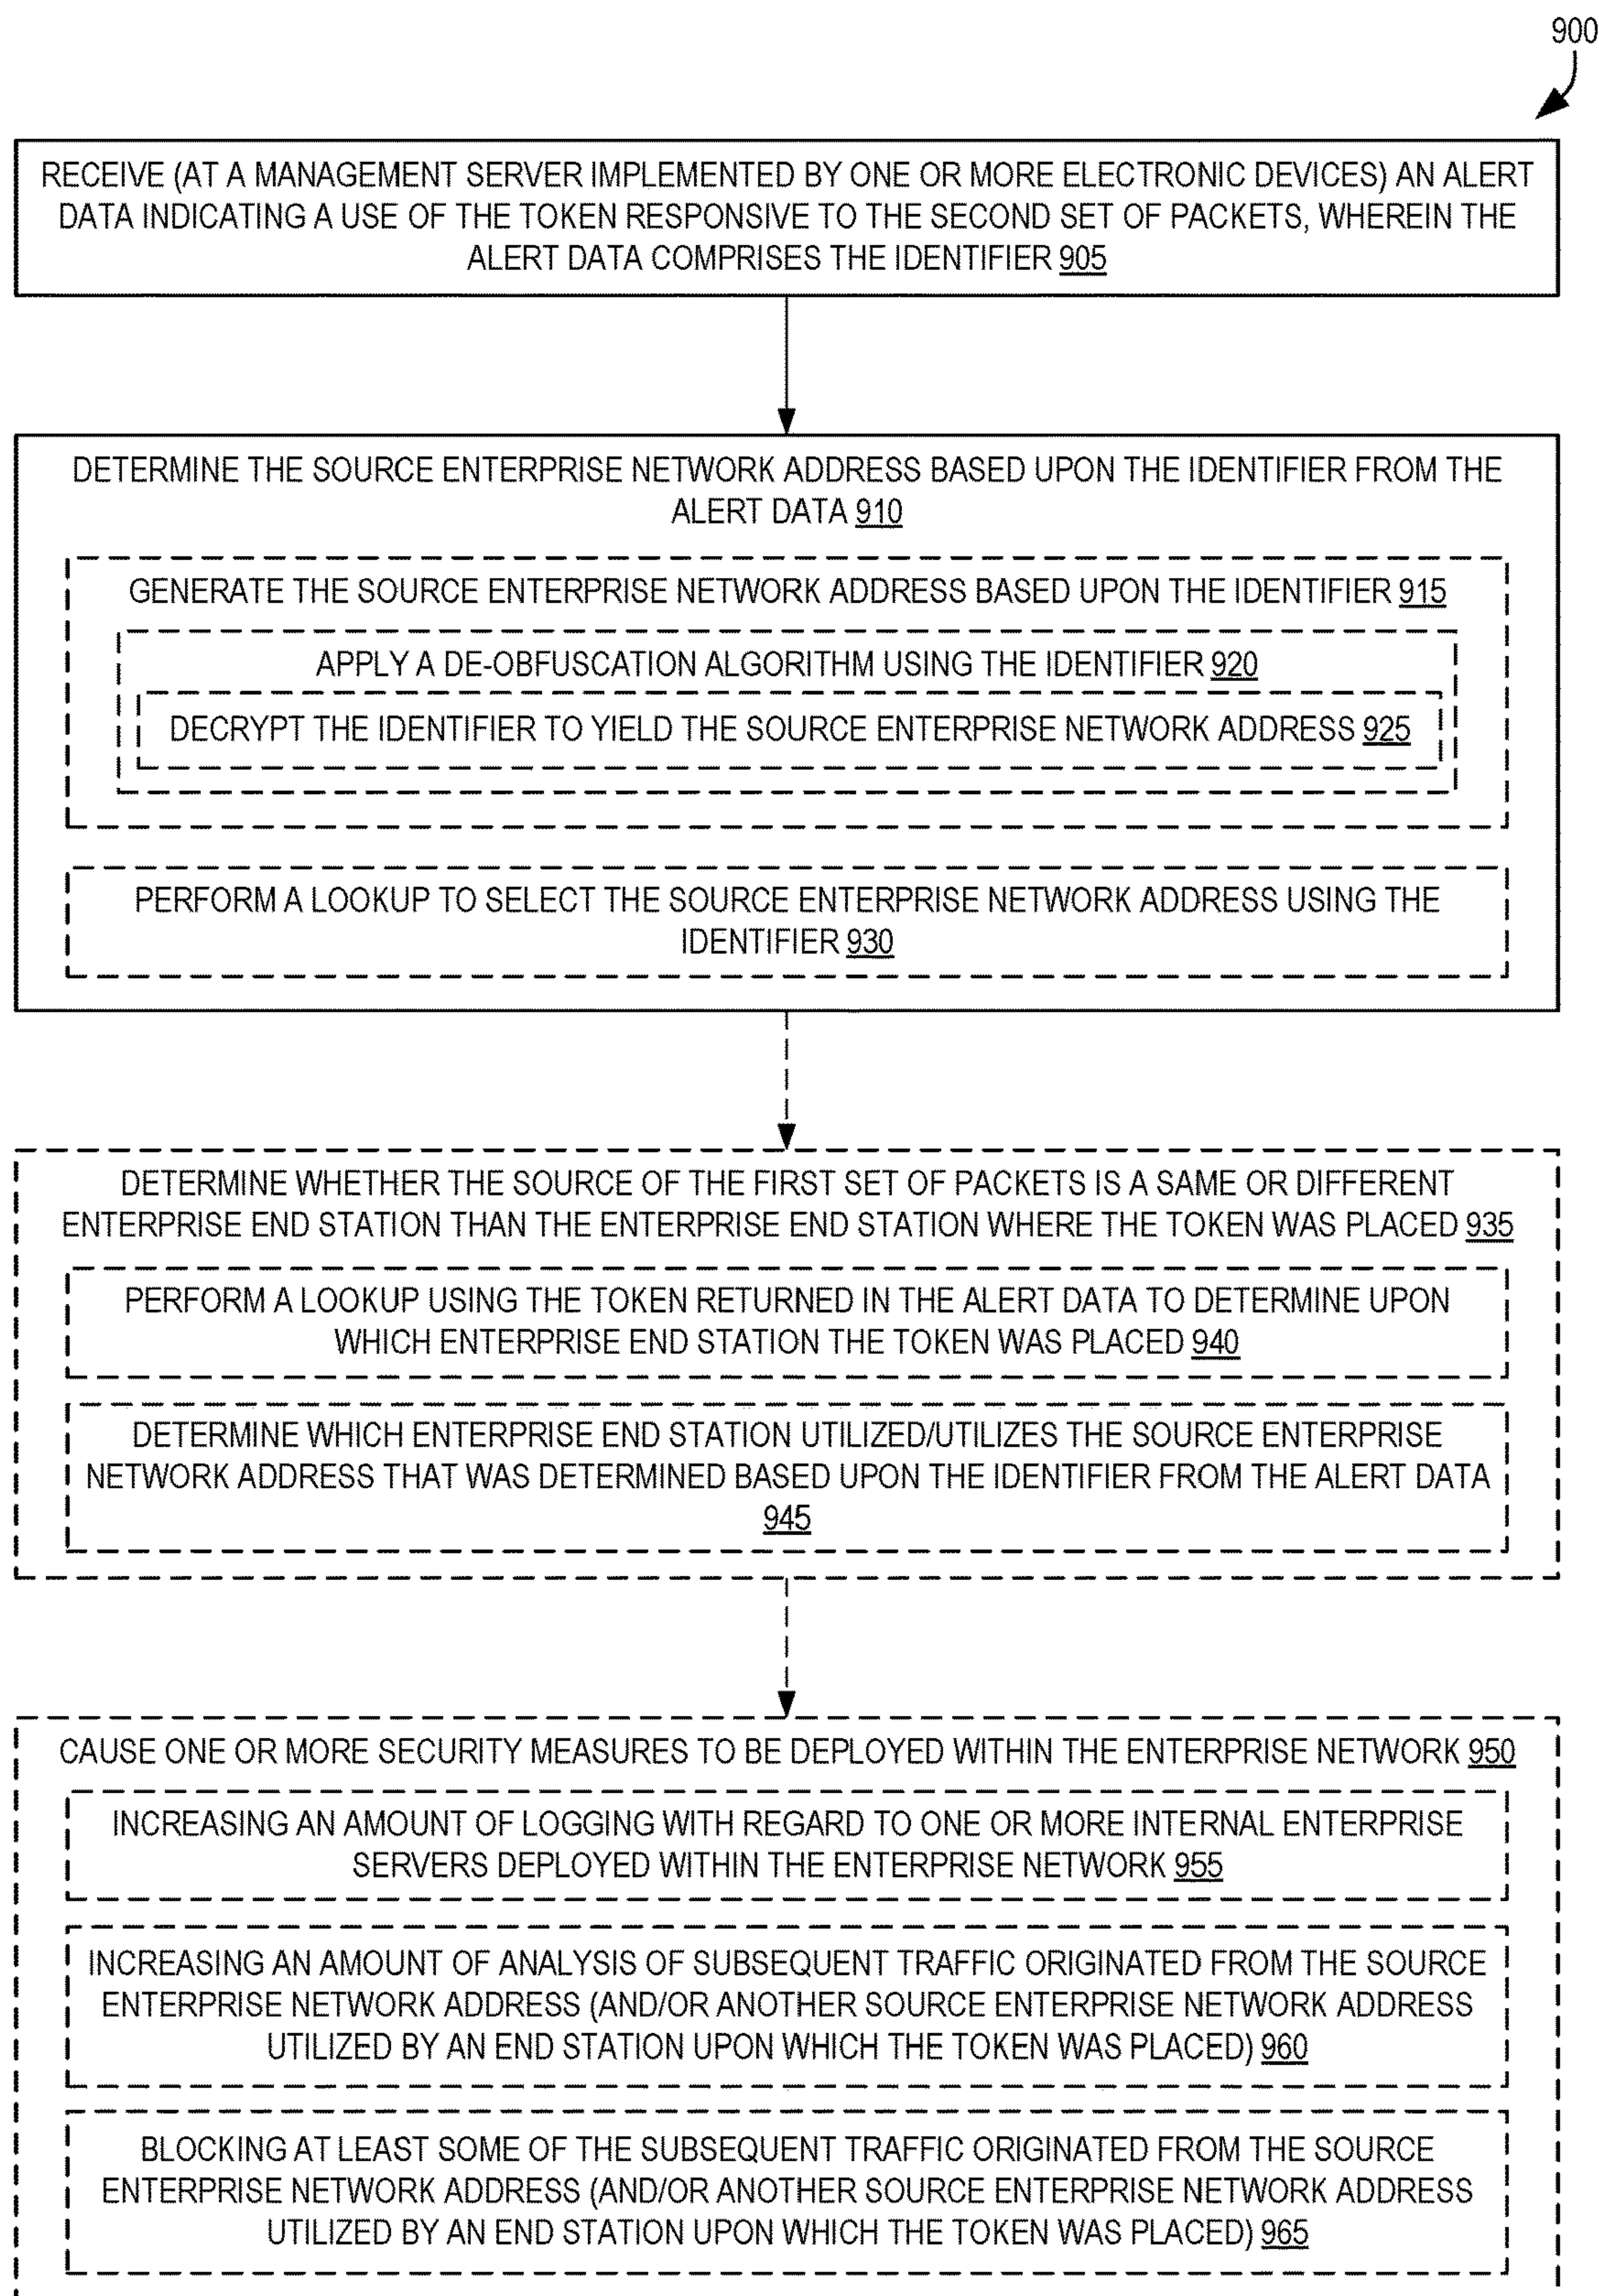 900
RECEIVE (AT A MANAGEMENT SERVER IMPLEMENTED BY ONE OR MORE ELECTRONIC DEVICES) AN ALERT
DATA INDICATING A USE OF THE TOKEN RESPONSIVE TO THE SECOND SET OF PACKETS, WHEREIN THE
ALERT DATA COMPRISES THE IDENTIFIER 905
DETERMINE THE SOURCE ENTERPRISE NETWORK ADDRESS BASED UPON THE IDENTIFIER FROM THE
ALERT DATA 910
GENERATE THE SOURCE ENTERPRISE NETWORK ADDRESS BASED UPON THE IDENTIFIER 915
APPLY A DE-OBFUSCATION ALGORITHM USING THE IDENTIFIER 920
DECRYPT THE IDENTIFIER TO YIELD THE SOURCE ENTERPRISE NETWORK ADDRESS 925
PERFORM A LOOKUP TO SELECT THE SOURCE ENTERPRISE NETWORK ADDRESS USING THE
IDENTIFIER 930
DETERMINE WHETHER THE SOURCE OF THE FIRST SET OF PACKETS IS A SAME OR DIFFERENT
ENTERPRISE END STATION THAN THE ENTERPRISE END STATION WHERE THE TOKEN WAS PLACED 935
PERFORM A LOOKUP USING THE TOKEN RETURNED IN THE ALERT DATA TO DETERMINE UPON
WHICH ENTERPRISE END STATION THE TOKEN WAS PLACED 940
DETERMINE WHICH ENTERPRISE END STATION UTILIZED/UTILIZES THE SOURCE ENTERPRISE
NETWORK ADDRESS THAT WAS DETERMINED BASED UPON THE IDENTIFIER FROM THE ALERT DATA
945
CAUSE ONE OR MORE SECURITY MEASURES TO BE DEPLOYED WITHIN THE ENTERPRISE NETWORK 950
INCREASING AN AMOUNT OF LOGGING WITH REGARD TO ONE OR MORE INTERNAL ENTERPRISE
SERVERS DEPLOYED WITHIN THE ENTERPRISE NETWORK 955
INCREASING AN AMOUNT OF ANALYSIS OF SUBSEQUENT TRAFFIC ORIGINATED FROM THE SOURCE
ENTERPRISE NETWORK ADDRESS (AND/OR ANOTHER SOURCE ENTERPRISE NETWORK ADDRESS
UTILIZED BY AN END STATION UPON WHICH THE TOKEN WAS PLACED) 960
BLOCKING AT LEAST SOME OF THE SUBSEQUENT TRAFFIC ORIGINATED FROM THE SOURCE
ENTERPRISE NETWORK ADDRESS (AND/OR ANOTHER SOURCE ENTERPRISE NETWORK ADDRESS
UTILIZED BY AN END STATION UPON WHICH THE TOKEN WAS PLACED) 965